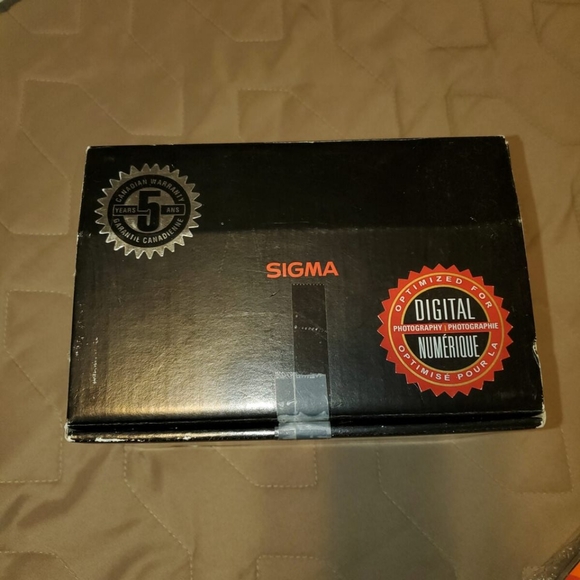 CANADIAN WARRANTY
YEARS 5 ANS
GARANTIE CANADIENNE
SIGMA
OPTIMIZED FOR
DIGITAL
PHOTOGRAPHY | PHOTOGRAPHIE
NUMÉRIQUE
OPTIMISÉ POUR LA